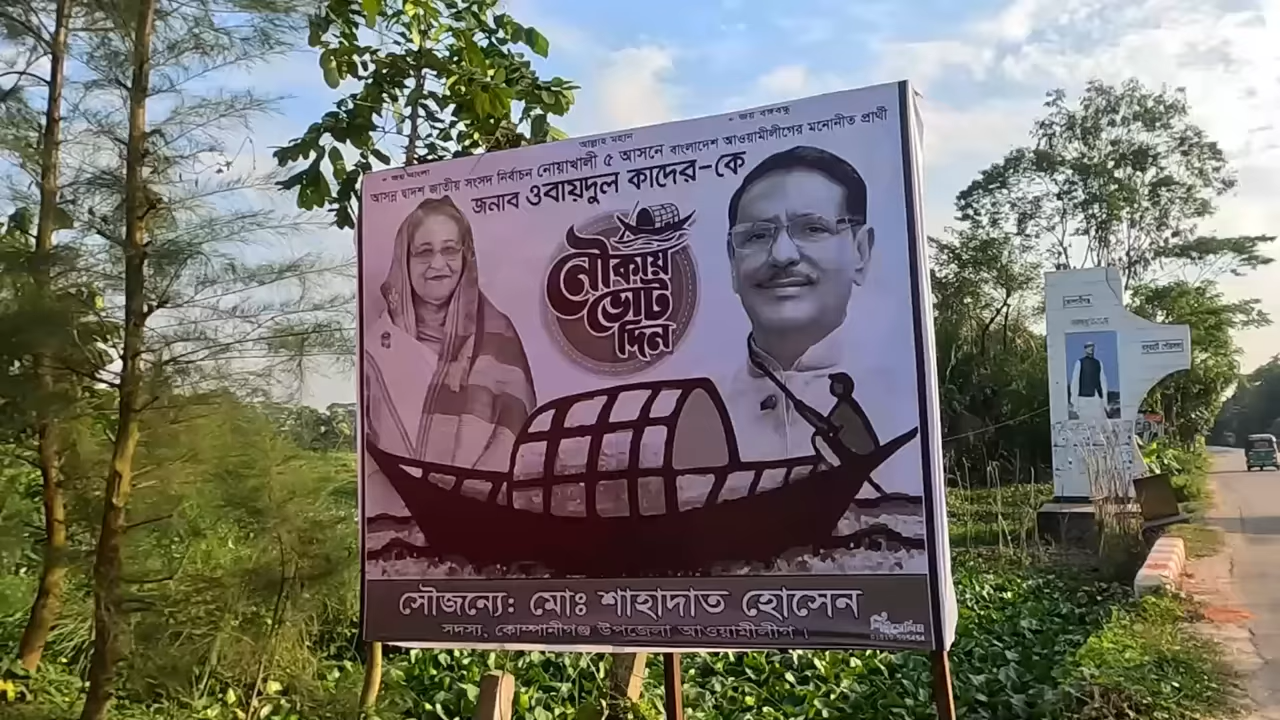 আল্লাহ মহান
জয় বাংলা
জয় বঙ্গবন্ধু
আসন্ন দ্বাদশ জাতীয় সংসদ নির্বাচন নোয়াখালী ৫ আসনে বাংলাদেশ আওয়ামীলীগের মনোনীত প্রার্থী
জনাব ওবায়দুল কাদের-কে
নৌকায়
ভোট
দিন
সৌজন্যে: মোঃ শাহাদাত হোসেন
সদস্য, কোম্পানীগঞ্জ উপজেলা আওয়ামীলীগ।